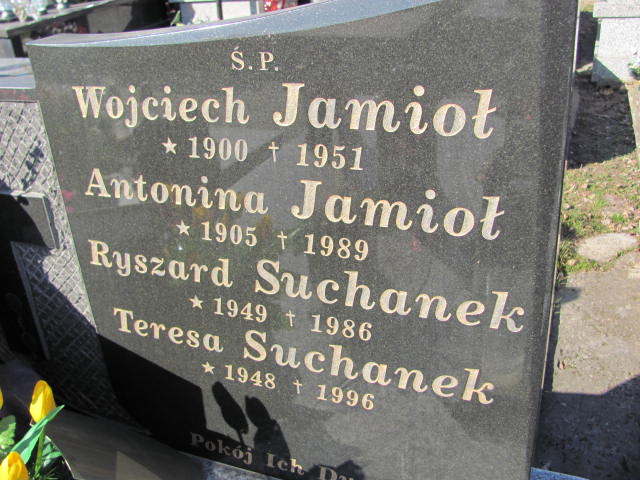 Ś.P.
Wojciech Jamioł
★ 1900 † 1951
Antonina Jamioł
★ 1905 † 1989
Ryszard Suchanek
★ 1949 † 1986
Teresa Suchanek
★ 1948 † 1996
Pokój Ich